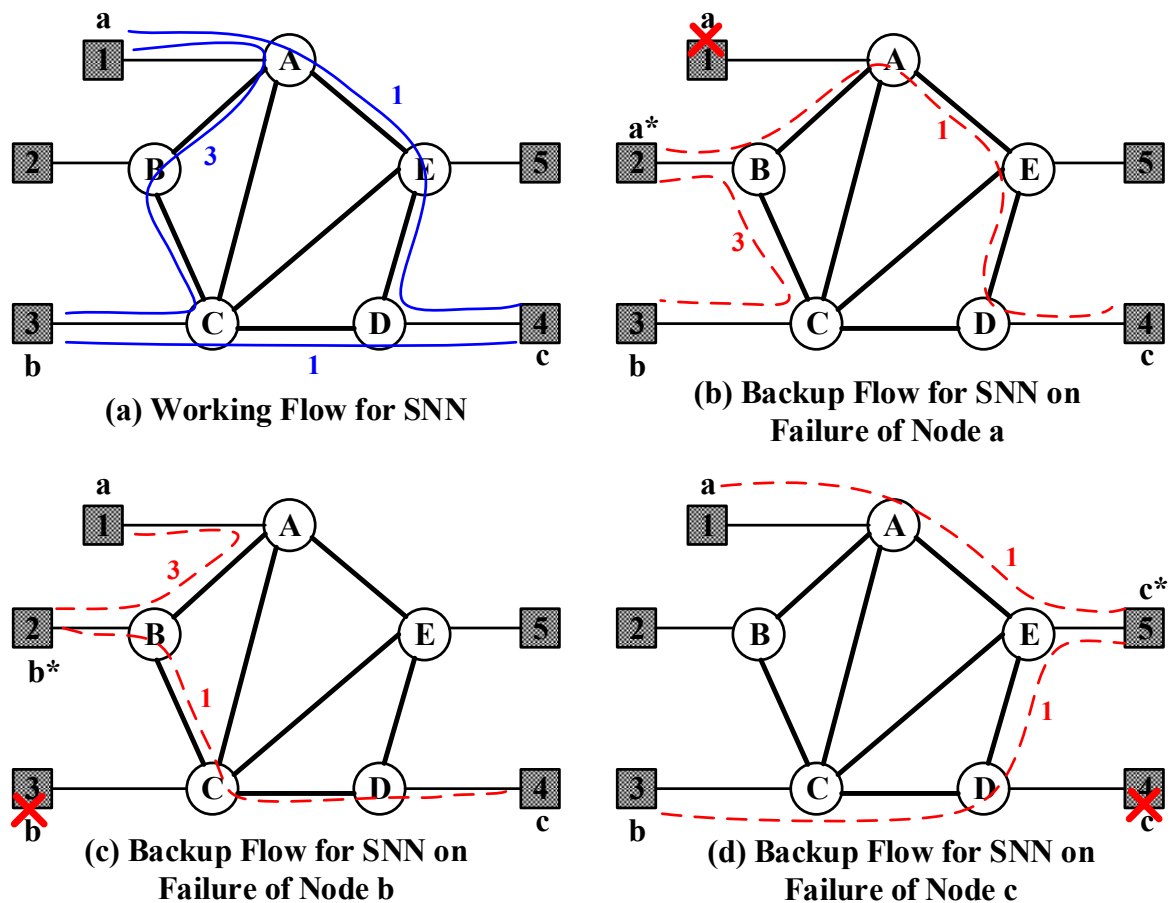 a
1
A
1
2
B
3
E
5
3
C
D
4
b
1
c
(a) Working Flow for SNN
a
1
A
a*
1
2
B
E
5
3
3
C
D
4
b
c
(b) Backup Flow for SNN on
Failure of Node a
a
1
A
3
2
B
E
5
b*
1
3
C
D
4
b
c
(c) Backup Flow for SNN on
Failure of Node b
a
1
A
1
c*
2
B
E
5
1
3
C
D
4
b
c
(d) Backup Flow for SNN on
Failure of Node c